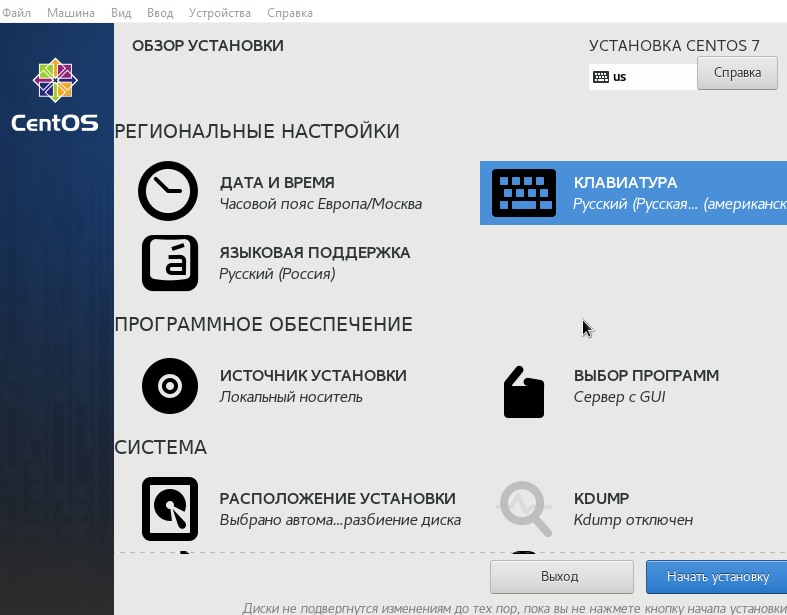 Файл Машина Вид Ввод Устройства Справка
ОБЗОР УСТАНОВКИ
УСТАНОВКА CENTOS 7
us
Справка
CentOS
РЕГИОНАЛЬНЫЕ НАСТРОЙКИ
ДАТА И ВРЕМЯ
Часовой пояс Европа/Москва
КЛАВИАТУРА
Русский (Русская... (американск
ЯЗЫКОВАЯ ПОДДЕРЖКА
Русский (Россия)
ПРОГРАММНОЕ ОБЕСПЕЧЕНИЕ
ИСТОЧНИК УСТАНОВКИ
Локальный носитель
ВЫБОР ПРОГРАММ
Сервер с GUI
СИСТЕМА
РАСПОЛОЖЕНИЕ УСТАНОВКИ
Выбрано автома...разбиение диска
KDUMP
Kdump отключен
Выход
Начать установку
Диски не подвергнутся изменениям до тех пор, пока вы не нажмете кнопку начала установки